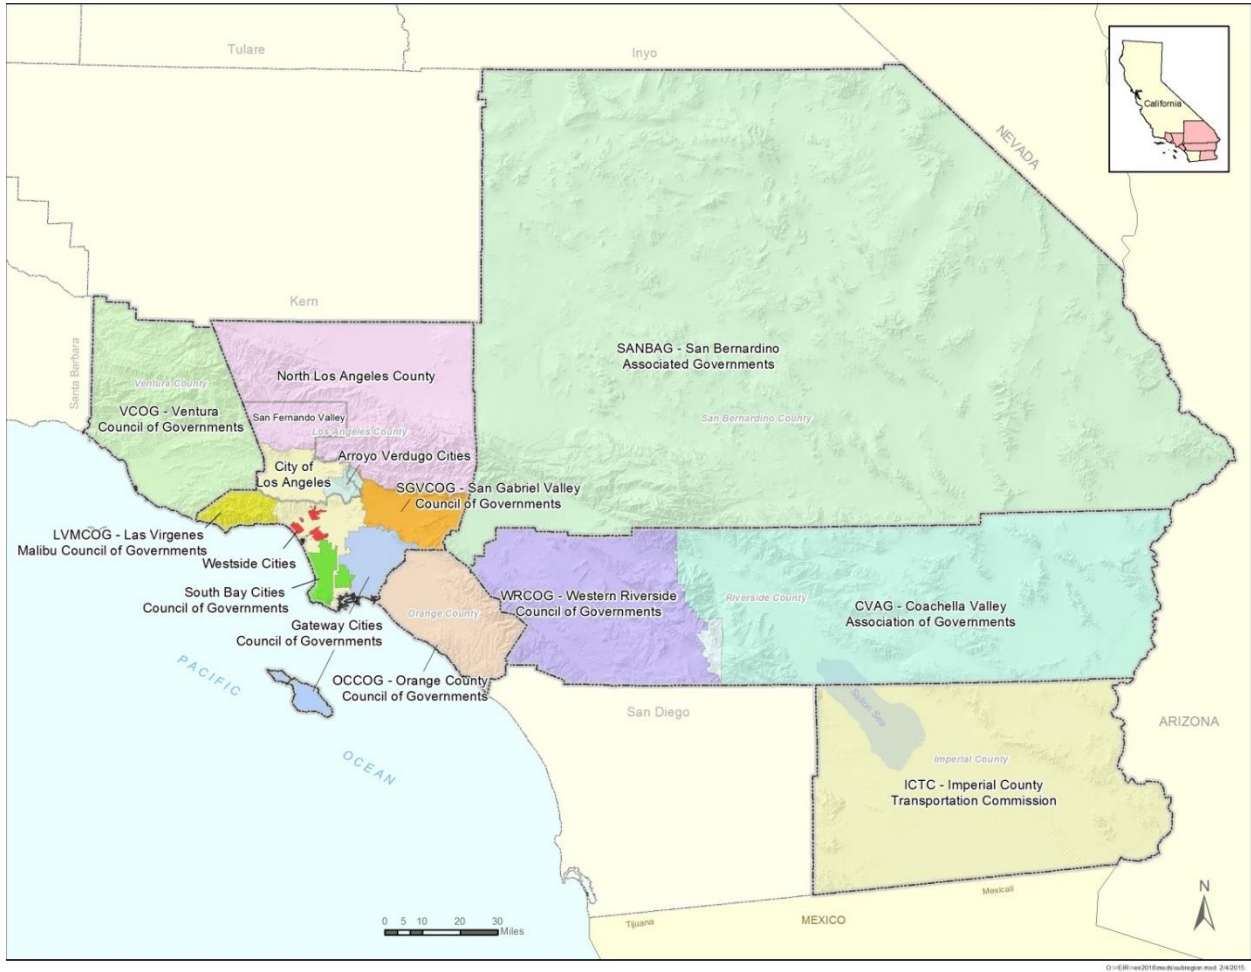 Tulare
Inyo
California
NEVADA
Kern
Santa Barbara
Ventura County
VCOG - Ventura
Council of Governments
North Los Angeles County
San Fernando Valley
Los Angeles County
Arroyo Verdugo Cities
City of
Los Angeles
SGVCOG - San Gabriel Valley
Council of Governments
SANBAG - San Bernardino
Associated Governments
San Bernardino County
LVMCOG - Las Virgenes
Malibu Council of Governments
Westside Cities
South Bay Cities
Council of Governments
Gateway Cities
Council of Governments
Orange County
OCCOG - Orange County
Council of Governments
WRCOG - Western Riverside
Council of Governments
Riverside County
CVAG - Coachella Valley
Association of Governments
PACIFIC
OCEAN
San Diego
Salton Sea
ARIZONA
Imperial County
ICTC - Imperial County
Transportation Commission
Mexicali
Tijuana
MEXICO
N
0 5 10 20 30
Miles